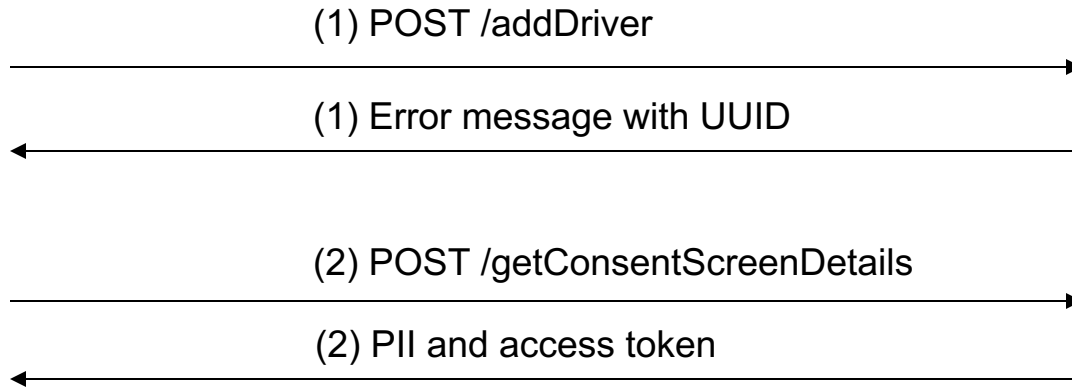 (1) POST /addDriver
(1) Error message with UUID
(2) POST /getConsentScreenDetails
(2) PII and access token